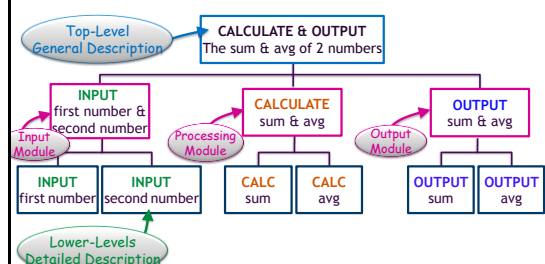 Top-Level
General Description
CALCULATE & OUTPUT
The sum & avg of 2 numbers
INPUT
first number &
second number
CALCULATE
sum & avg
OUTPUT
sum & avg
Input
Module
Processing
Module
Output
Module
INPUT
first number
INPUT
second number
CALC
sum
CALC
avg
OUTPUT
sum
OUTPUT
avg
Lower-Levels
Detailed Description